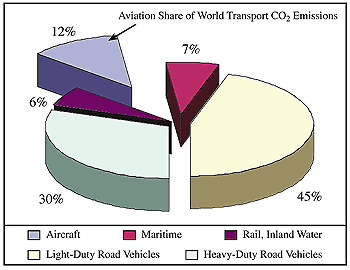 Aviation Share of World Transport CO2 Emissions
12%
7%
6%
30%
45%
Aircraft Maritime Rail, Inland Water
Light-Duty Road Vehicles Heavy-Duty Road Vehicles